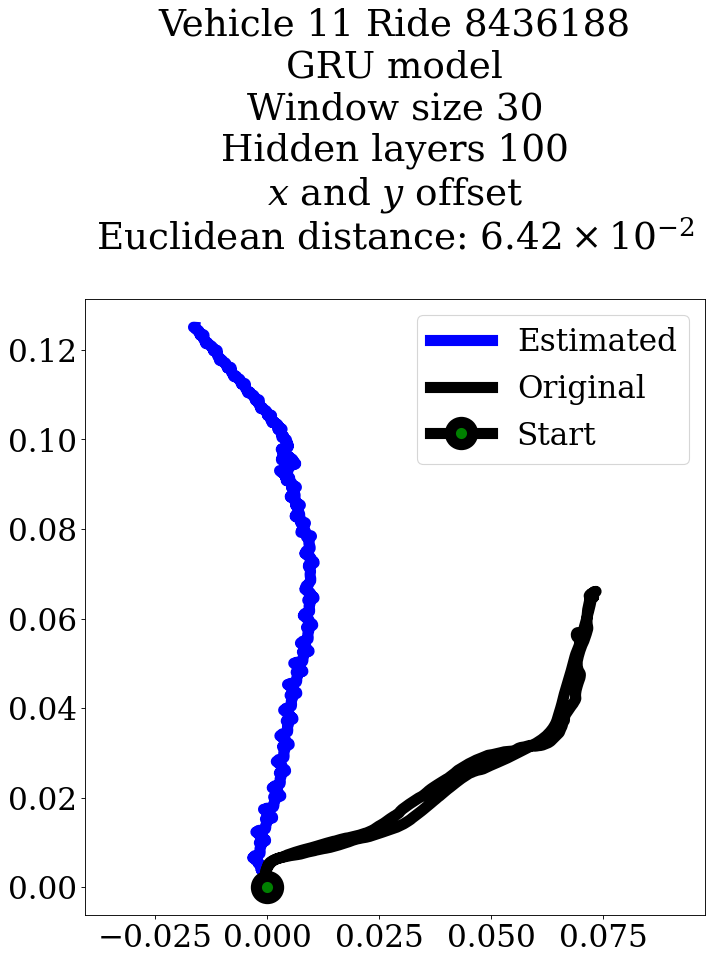 Vehicle 11 Ride 8436188
GRU model
Window size 30
Hidden layers 100
x and y offset
Euclidean distance: 6.42 × 10⁻²
Estimated
Original
Start
0.12
0.10
0.08
0.06
0.04
0.02
0.00
−0.025 0.000 0.025 0.050 0.075